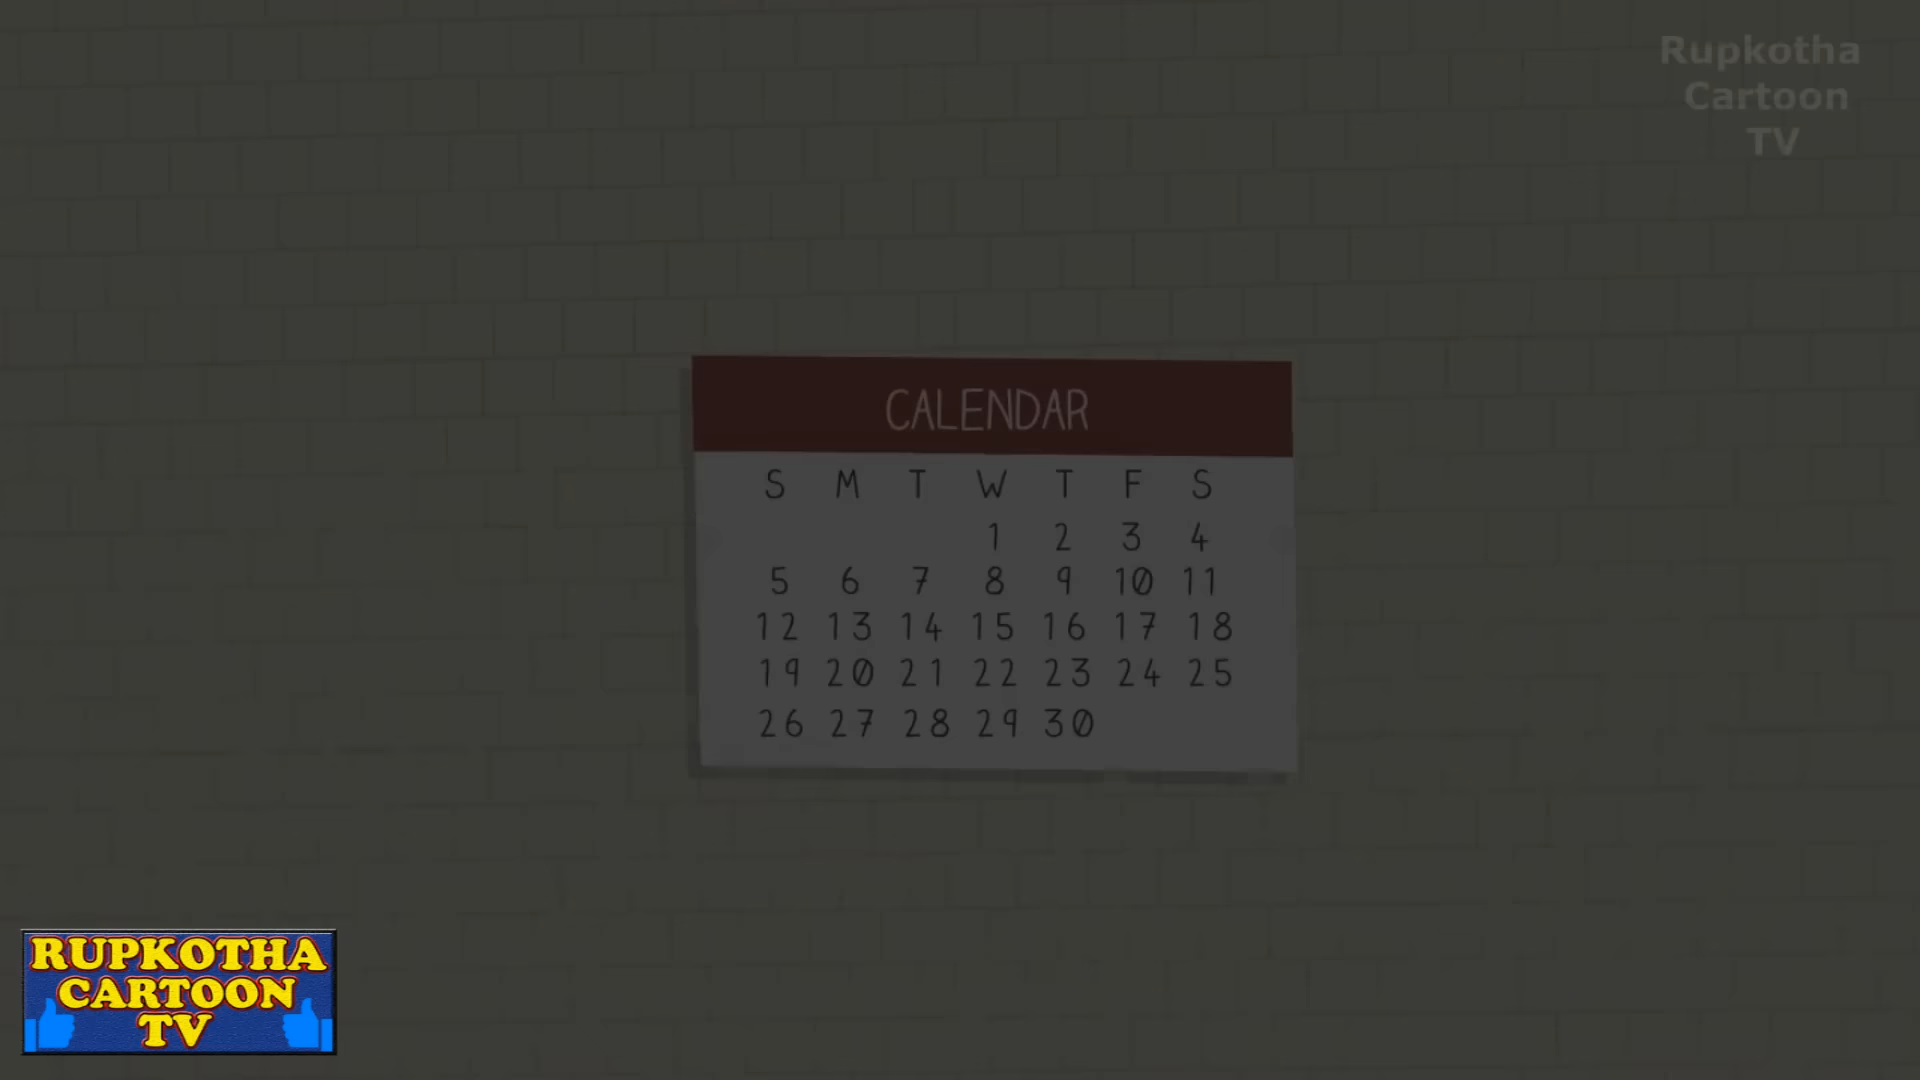 Rupkotha
Cartoon
TV
CALENDAR
S M T W T F S
1 2 3 4
5 6 7 8 9 10 11
12 13 14 15 16 17 18
19 20 21 22 23 24 25
26 27 28 29 30
RUPKOTHA
CARTOON
TV